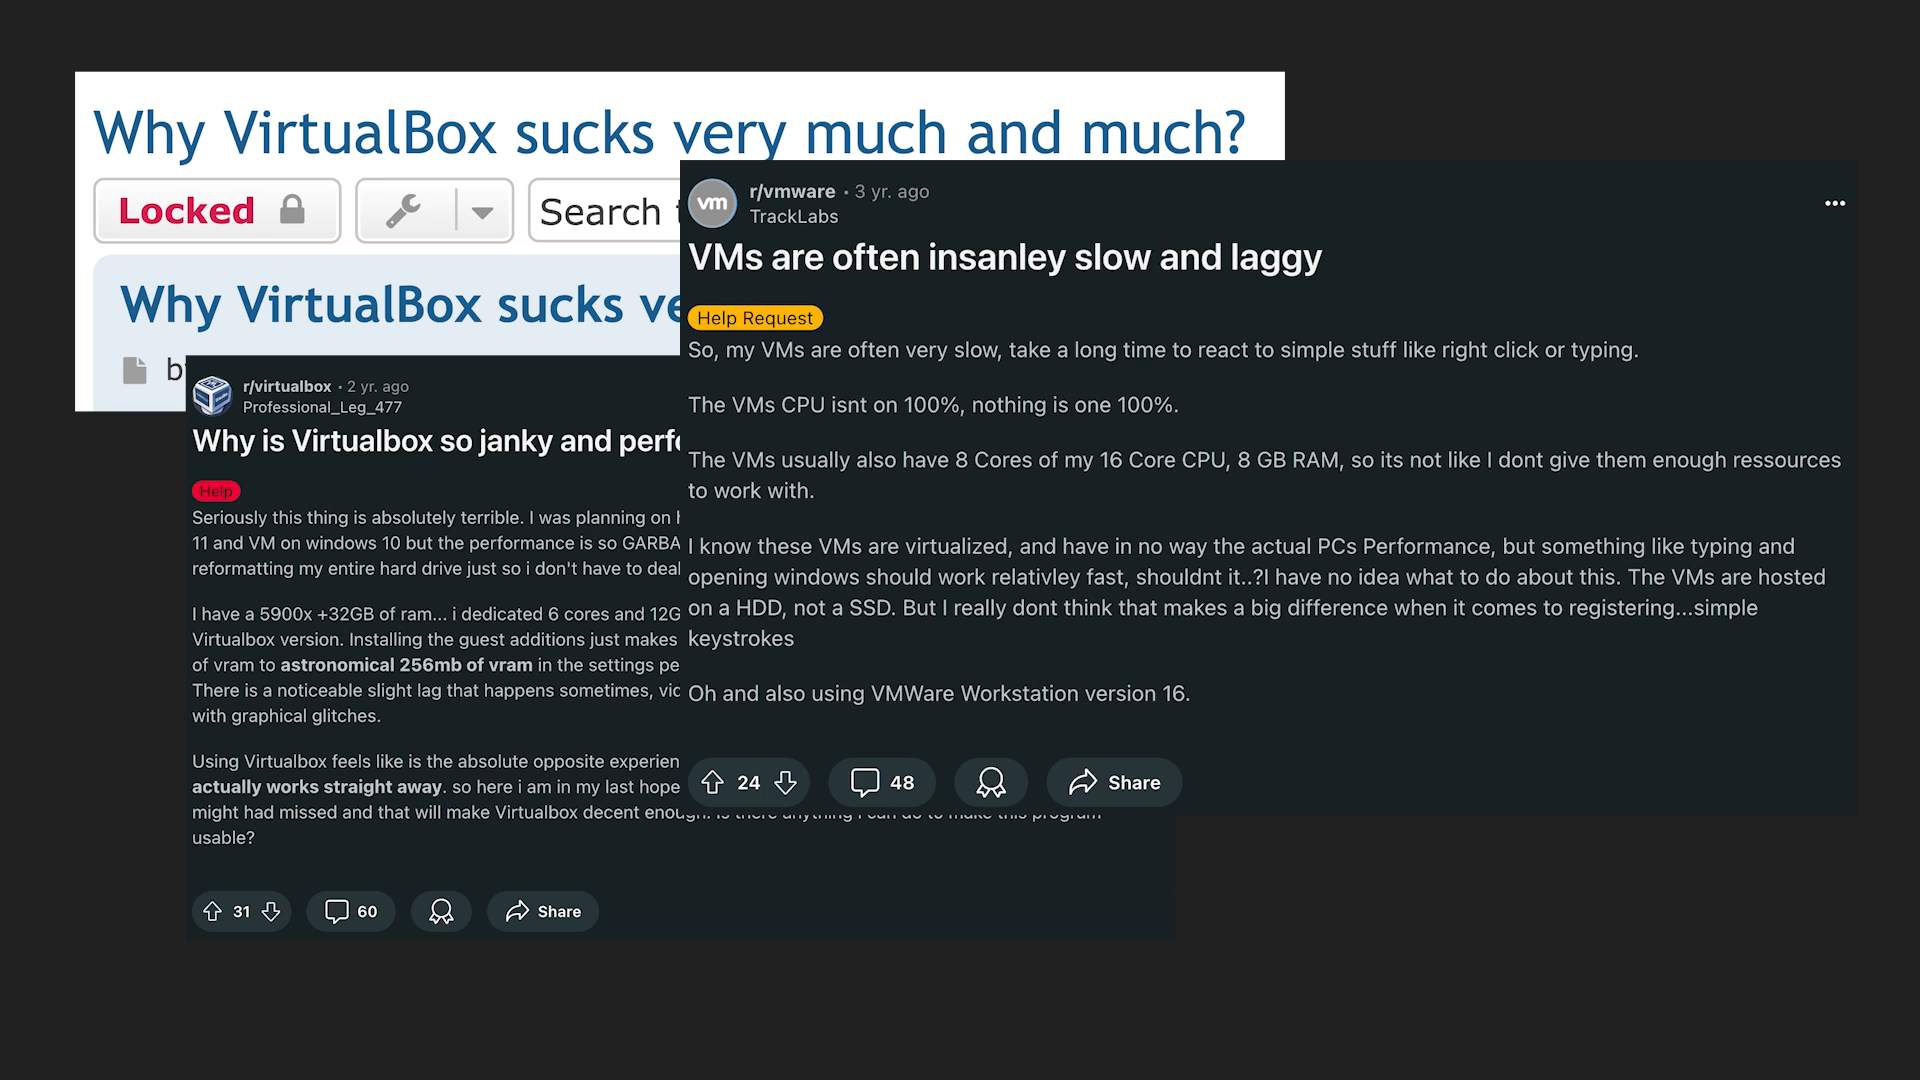 Why VirtualBox sucks very much and much?
Locked
Search
Why VirtualBox sucks
r/virtualbox • 2 yr. ago
Professional_Leg_477
Why is Virtualbox so janky and
Help
Seriously this thing is absolutely terrible. I was planning on
11 and VM on windows 10 but the performance is so
reformatting my entire hard drive just so i don't have to
I have a 5900x +32GB of ram... i dedicated 6 cores and
Virtualbox version. Installing the guest additions just makes
of vram to astronomical 256mb of vram in the settings
There is a noticeable slight lag that happens sometimes,
with graphical glitches.
Using Virtualbox feels like is the absolute opposite
actually works straight away. so here i am in my last hope
might had missed and that will make Virtualbox decent enough. Is there anything I can do to make this program
usable?
31
60
Share
vm
r/vmware • 3 yr. ago
TrackLabs
VMs are often insanley slow and laggy
Help Request
So, my VMs are often very slow, take a long time to react to simple stuff like right click or typing.
The VMs CPU isnt on 100%, nothing is one 100%.
The VMs usually also have 8 Cores of my 16 Core CPU, 8 GB RAM, so its not like I dont give them enough ressources
to work with.
I know these VMs are virtualized, and have in no way the actual PCs Performance, but something like typing and
opening windows should work relativley fast, shouldnt it..?I have no idea what to do about this. The VMs are hosted
on a HDD, not a SSD. But I really dont think that makes a big difference when it comes to registering...simple
keystrokes
Oh and also using VMWare Workstation version 16.
24
48
Share